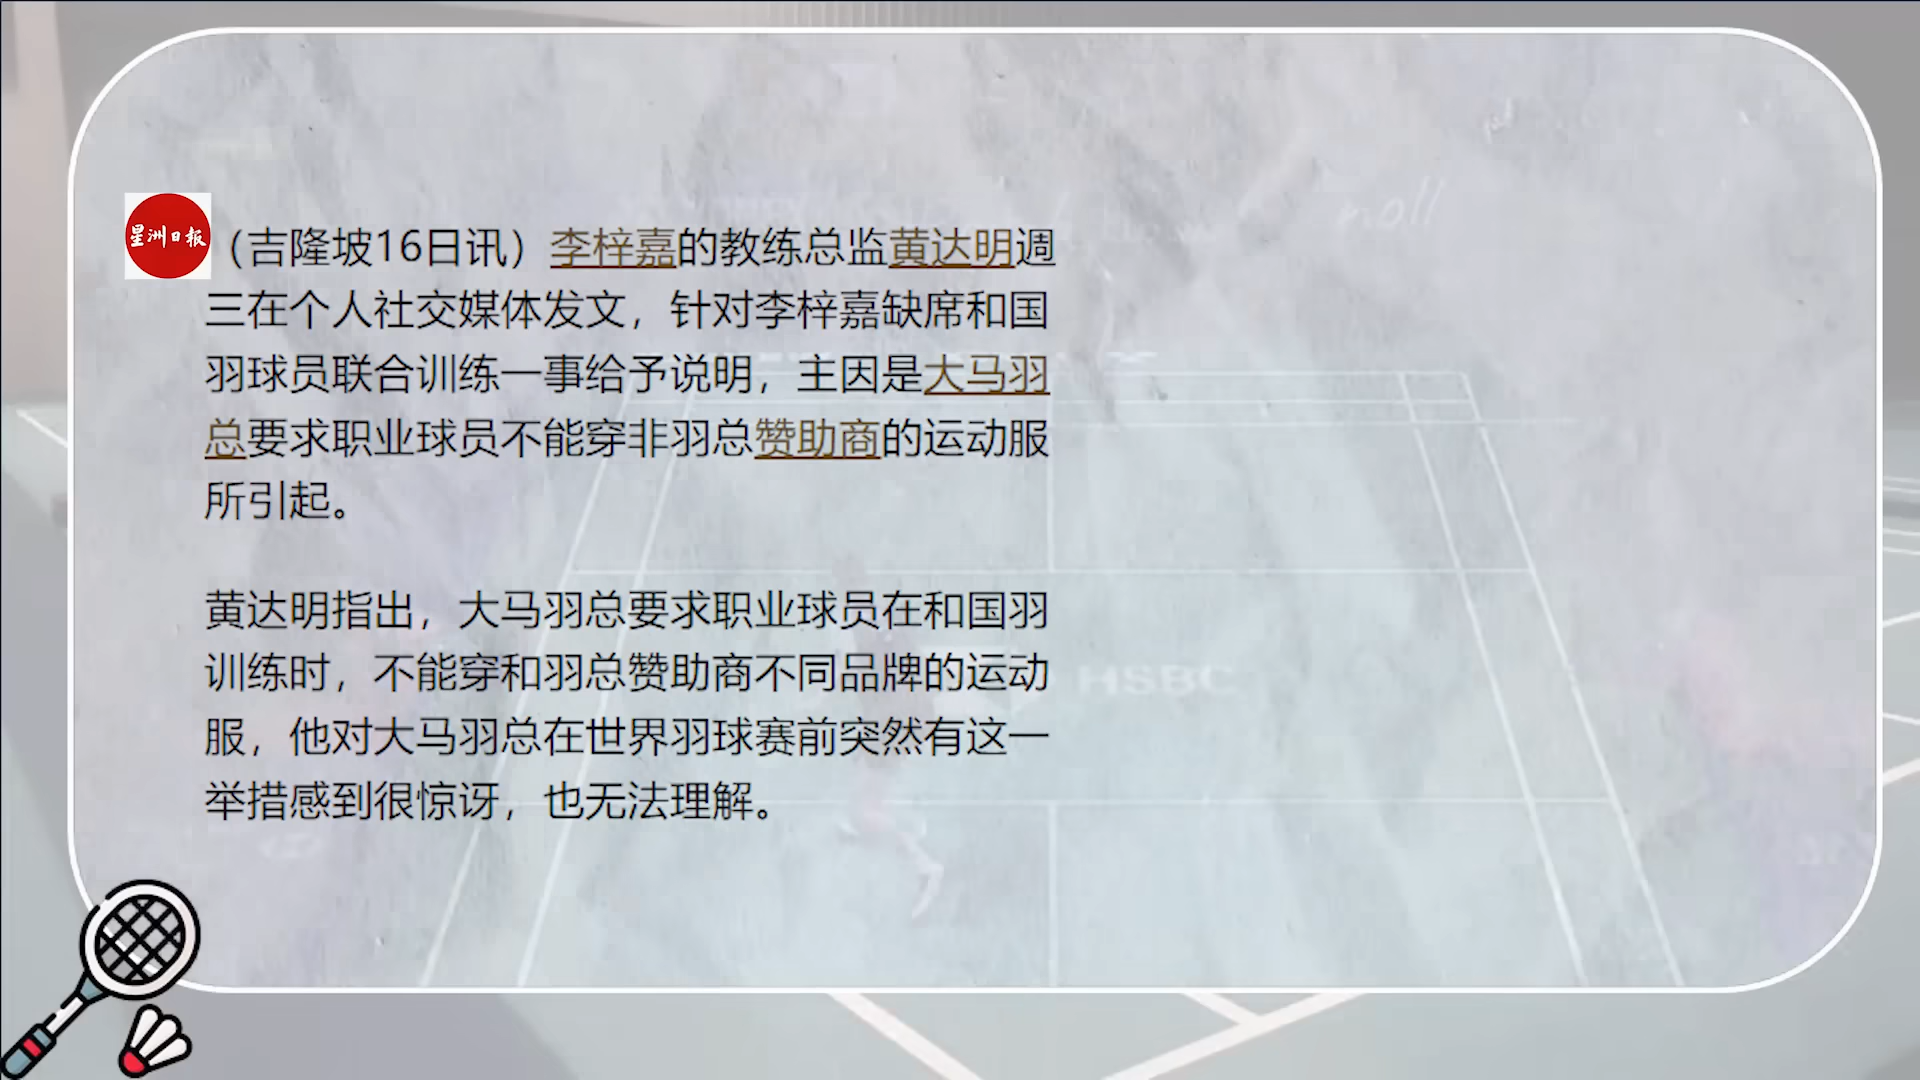 星洲日报
（吉隆坡16日讯）李梓嘉的教练总监黄达明週
三在个人社交媒体发文，针对李梓嘉缺席和国
羽球员联合训练一事给予说明，主因是大马羽
总要求职业球员不能穿非羽总赞助商的运动服
所引起。
黄达明指出，大马羽总要求职业球员在和国羽
训练时，不能穿和羽总赞助商不同品牌的运动
服，他对大马羽总在世界羽球赛前突然有这一
举措感到很惊讶，也无法理解。
HSBC